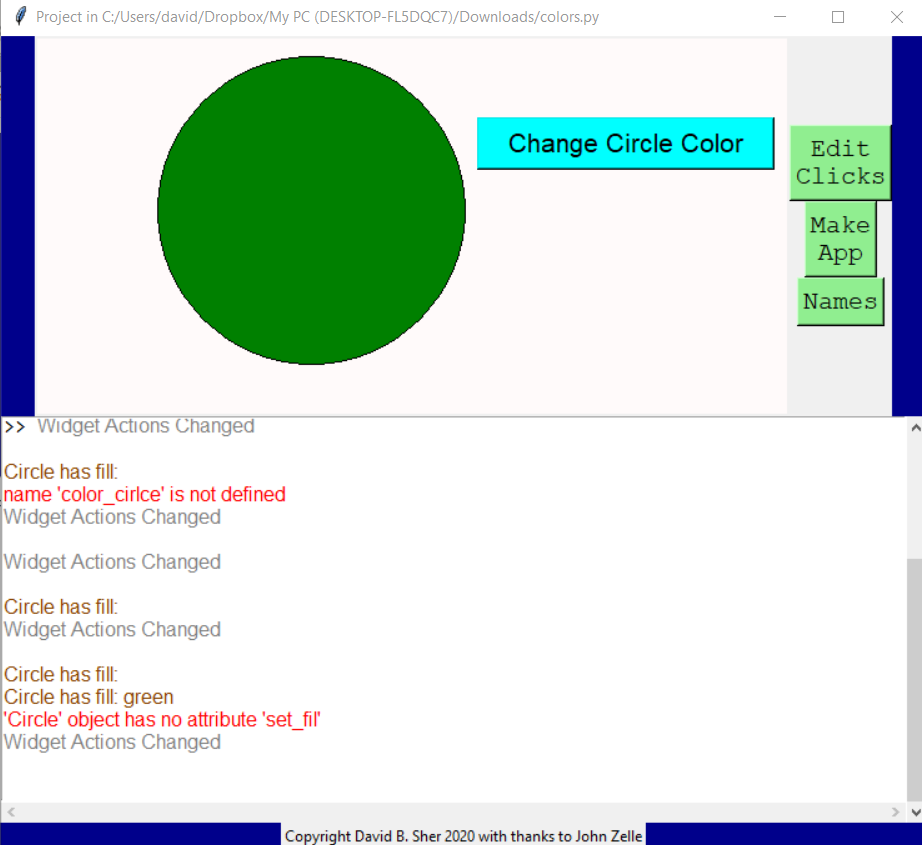 Project in C:/Users/david/Dropbox/My PC (DESKTOP-FL5DQC7)/Downloads/colors.py
Change Circle Color
Edit
Clicks
Make
App
Names
>> Widget Actions Changed
Circle has fill:
name 'color_cirlce' is not defined
Widget Actions Changed
Widget Actions Changed
Circle has fill:
Widget Actions Changed
Circle has fill:
Circle has fill: green
'Circle' object has no attribute 'set_fil'
Widget Actions Changed
Copyright David B. Sher 2020 with thanks to John Zelle